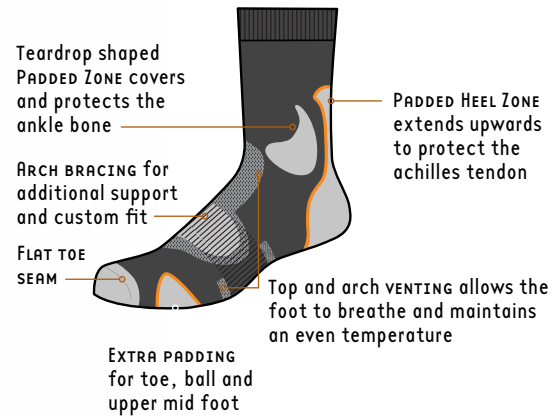 Teardrop shaped
Padded Zone covers
and protects the
ankle bone
Arch bracing for
additional support
and custom fit
Flat toe
seam
Padded Heel Zone
extends upwards
to protect the
achilles tendon
Top and arch venting allows the
foot to breathe and maintains
an even temperature
Extra padding
for toe, ball and
upper mid foot